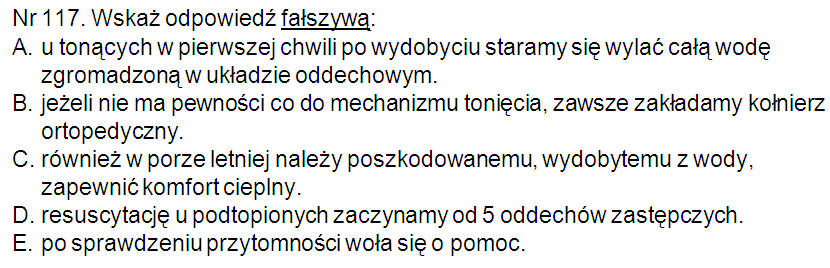 Nr 117. Wskaż odpowiedź fałszywą:
A. u tonących w pierwszej chwili po wydobyciu staramy się wylać całą wodę
zgromadzoną w układzie oddechowym.
B. jeżeli nie ma pewności co do mechanizmu tonięcia, zawsze zakładamy kołnierz
ortopedyczny.
C. również w porze letniej należy poszkodowanemu, wydobytemu z wody,
zapewnić komfort cieplny.
D. resuscytację u podtopionych zaczynamy od 5 oddechów zastępczych.
E. po sprawdzeniu przytomności woła się o pomoc.